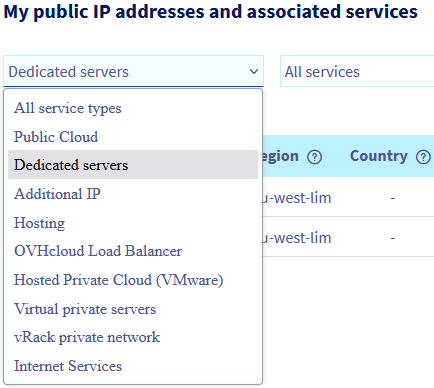 My public IP addresses and associated services
Dedicated servers
All services
All service types
Public Cloud
Dedicated servers
Additional IP
Hosting
OVHcloud Load Balancer
Hosted Private Cloud (VMware)
Virtual private servers
vRack private network
Internet Services
egion ? Country ?
u-west-lim -
u-west-lim -